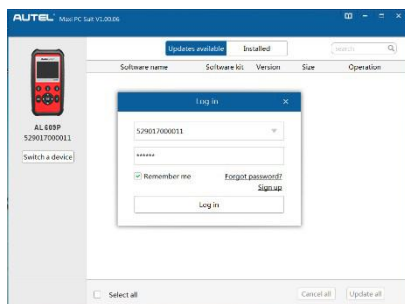 AUTEL Maxi PC Suit V1.00.06
Updates available Installed
search
Software name Software kit Version Size Operation
AL 609P
529017000011
Switch a device
Log in ×
529017000011
******
Remember me Forgot password?
Sign up
Log in
Select all Cancel all Update all